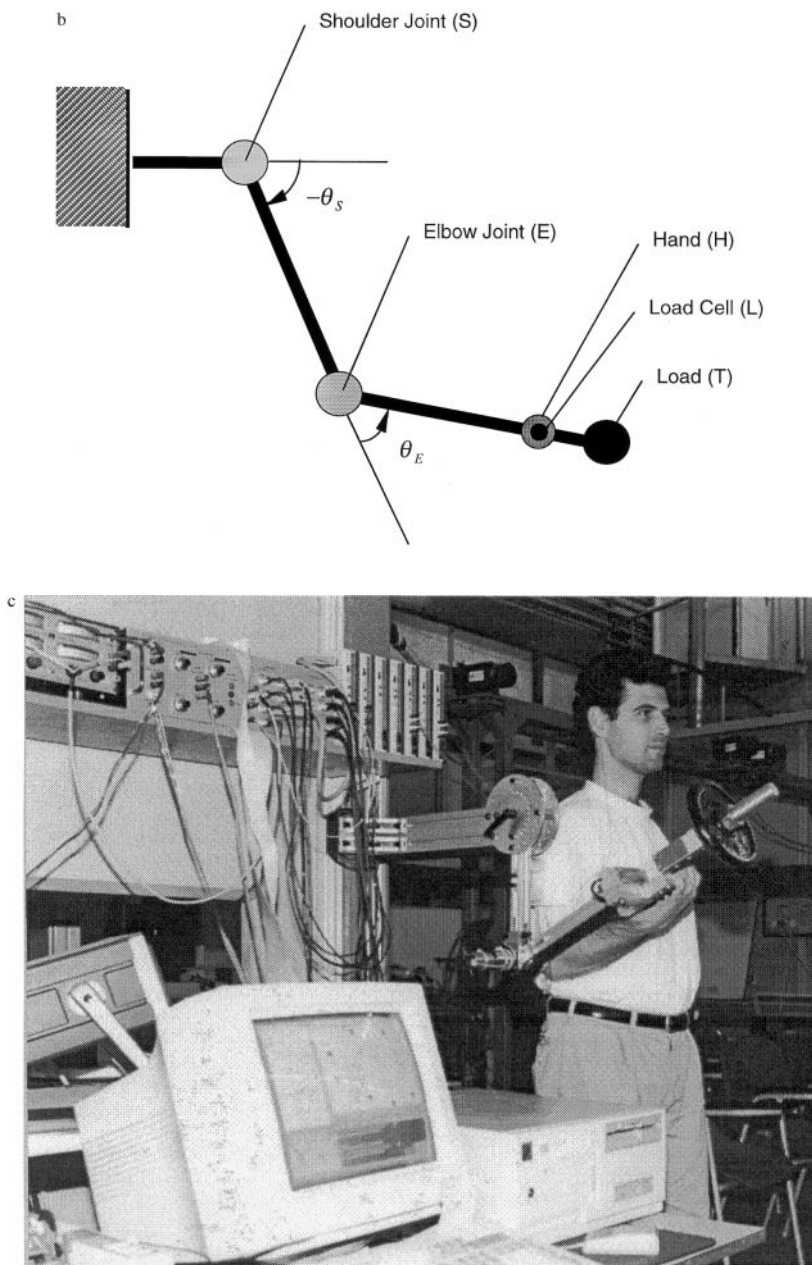 b
Shoulder Joint (S)
−θS
Elbow Joint (E)
Hand (H)
Load Cell (L)
Load (T)
θE
c